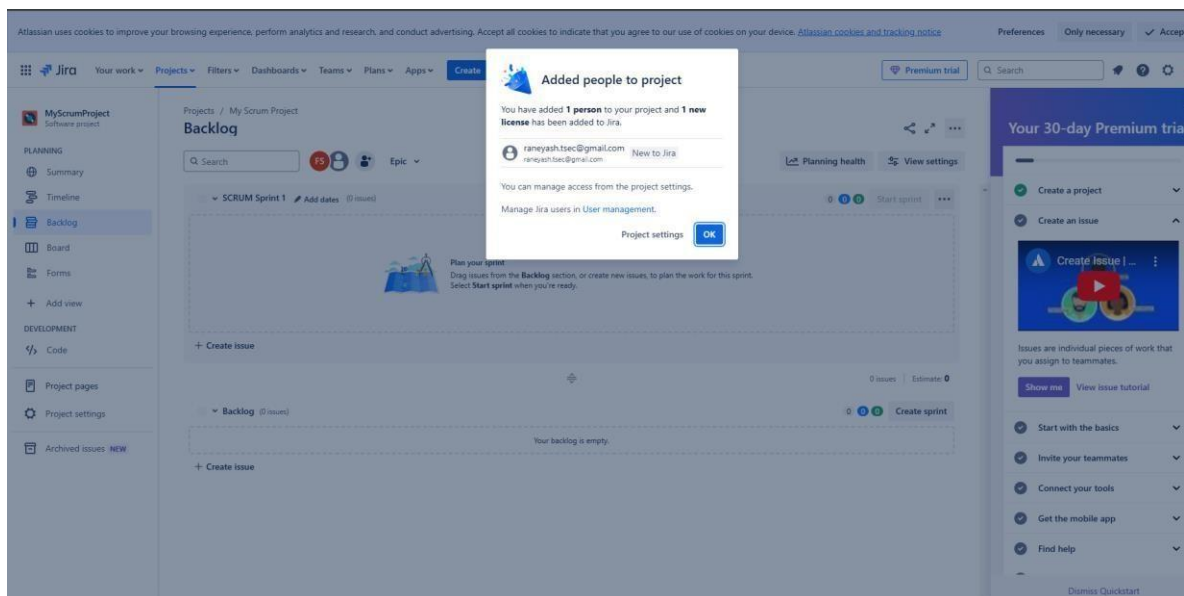 Atlassian uses cookies to improve your browsing experience, perform analytics and research, and conduct advertising. Accept all cookies to indicate that you agree to our use of cookies on your device. Atlassian cookies and tracking notice
Preferences
Only necessary
Accep
Jira
Your work
Projects
Filters
Dashboards
Teams
Plans
Apps
Create
Premium trial
Search
MyScrumProject
Software project
PLANNING
Summary
Timeline
Backlog
Board
Forms
Add view
DEVELOPMENT
Code
Project pages
Project settings
Archived issues NEW
Projects / My Scrum Project
Backlog
Search
FS
Epic
Planning health
View settings
SCRUM Sprint 1 Add dates (0 issues)
0 0 0 Start sprint
Plan your sprint
Drag issues from the Backlog section, or create new issues, to plan the work for this sprint.
Select Start sprint when you're ready.
+ Create issue
0 issues Estimate: 0
Backlog (0 issues)
0 0 0 Create sprint
Your backlog is empty.
+ Create issue
Added people to project
You have added 1 person to your project and 1 new
license has been added to Jira.
raneyash.tsec@gmail.com New to Jira
raneyash.tsec@gmail.com
You can manage access from the project settings.
Manage Jira users in User management.
Project settings
OK
Your 30-day Premium tria
Create a project
Create an issue
Create Issue | ...
Issues are individual pieces of work that
you assign to teammates.
Show me
View issue tutorial
Start with the basics
Invite your teammates
Connect your tools
Get the mobile app
Find help
Dismiss Quickstart